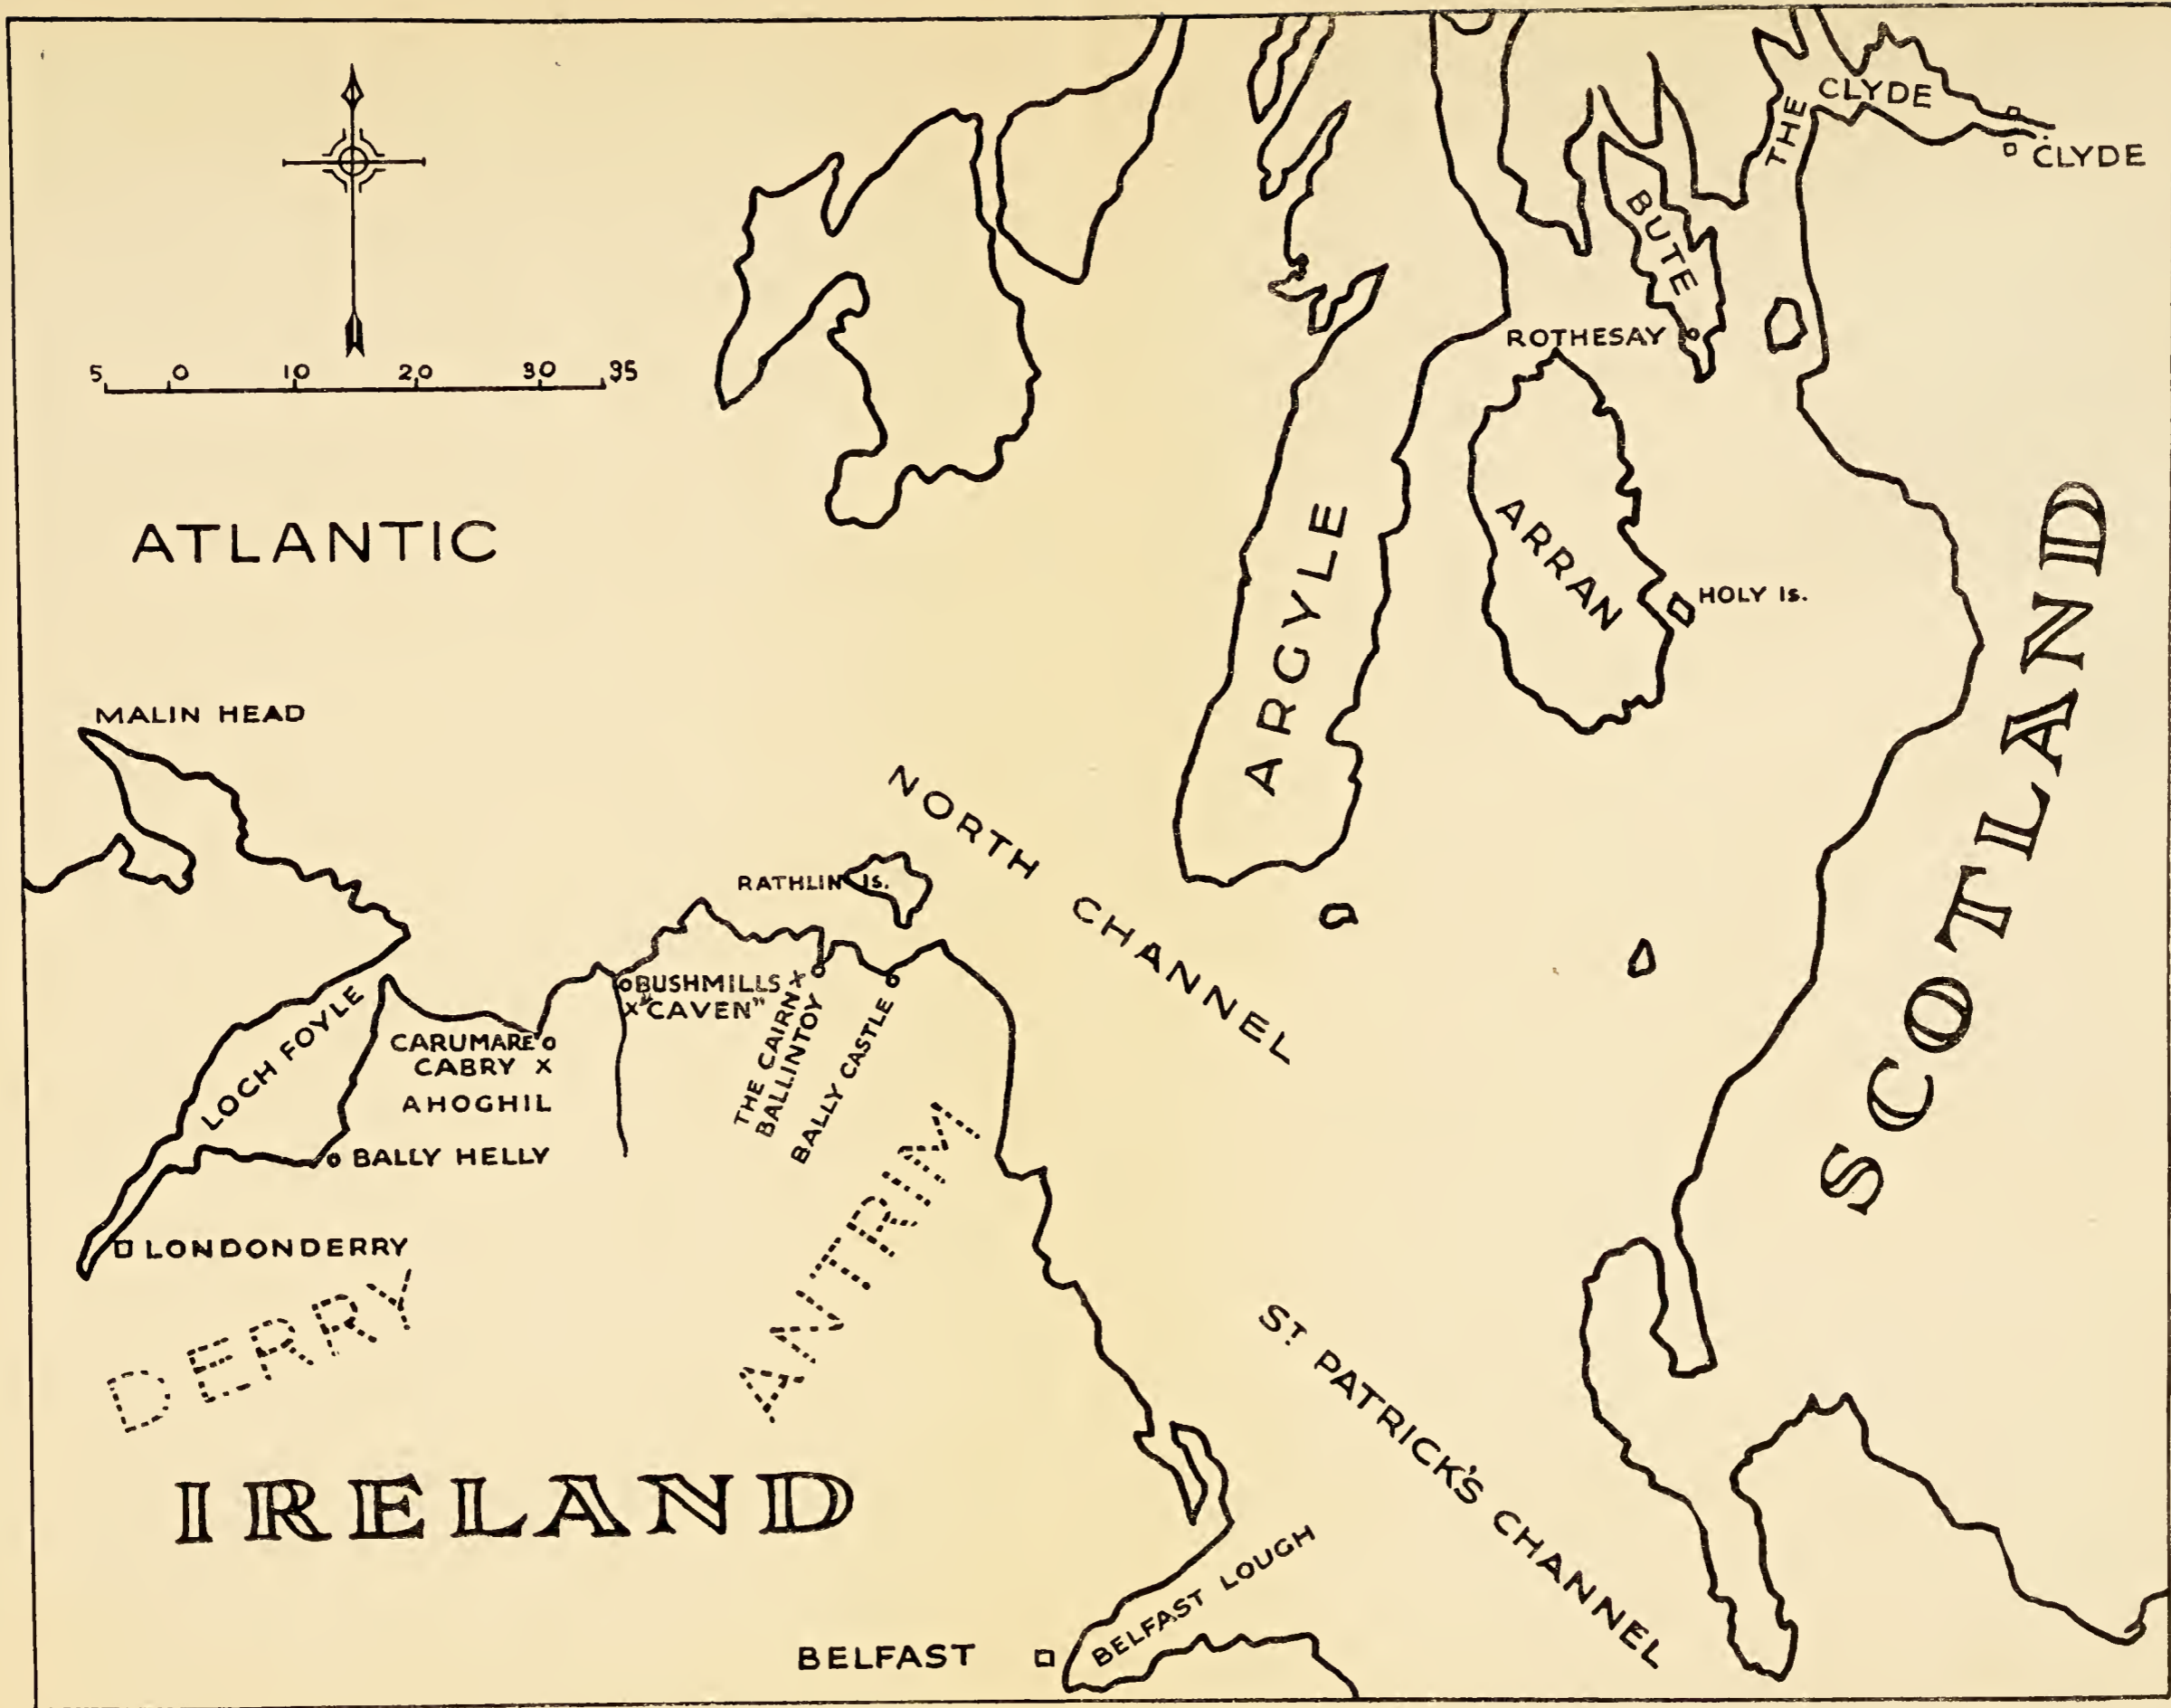 THE
CLYDE
CLYDE
BUTE
ROTHESAY
5 0 10 20 30 35
ATLANTIC
ARGYLE
ARRAN
HOLY Is.
SCOTLAND
MALIN HEAD
NORTH CHANNEL
RATHLIN IS.
BUSHMILLS x
x "CAVEN"
THE CAIRN
BALLINTOY
BALLY CASTLE
LOCH FOYLE
CARUMARE
CABRY x
AHOGHIL
BALLY HELLY
LONDONDERRY
DERRY
ANTRIM
ST PATRICK'S CHANNEL
IRELAND
BELFAST LOUGH
BELFAST